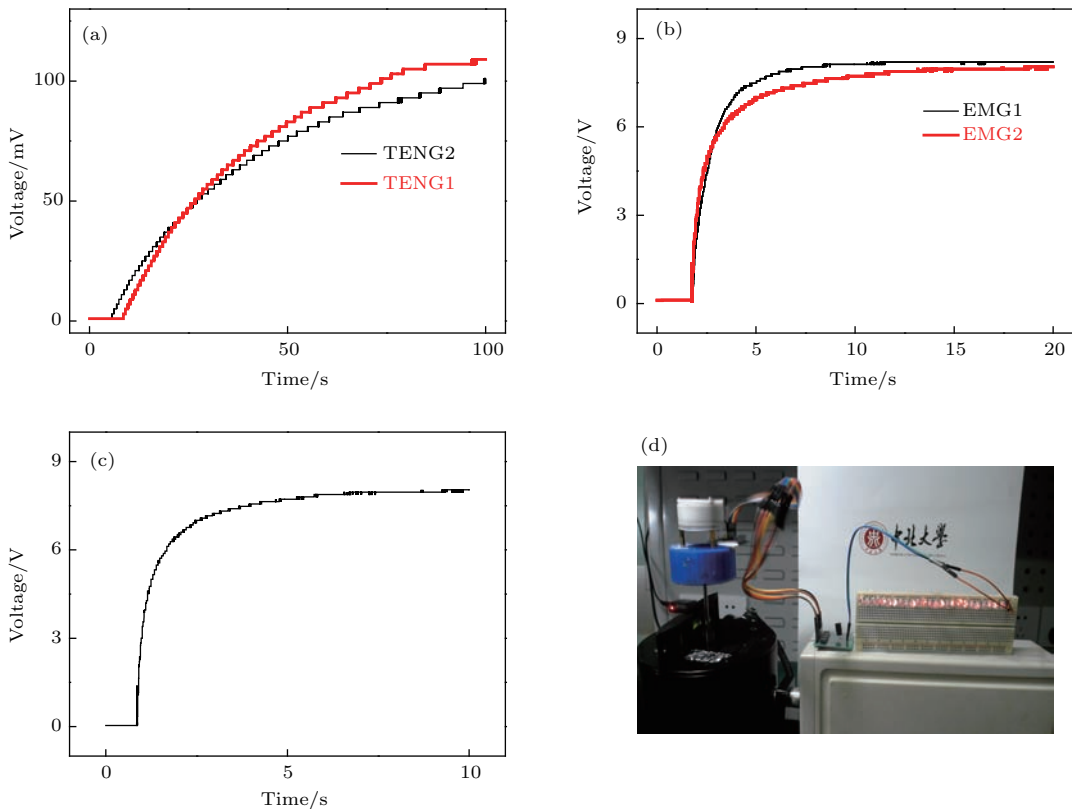 (a)
Voltage/mV
100
50
0
TENG2
TENG1
0 50 100
Time/s
(b)
Voltage/V
9
6
3
0
EMG1
EMG2
0 5 10 15 20
Time/s
(c)
Voltage/V
9
6
3
0
0 5 10
Time/s
(d)
中北大學